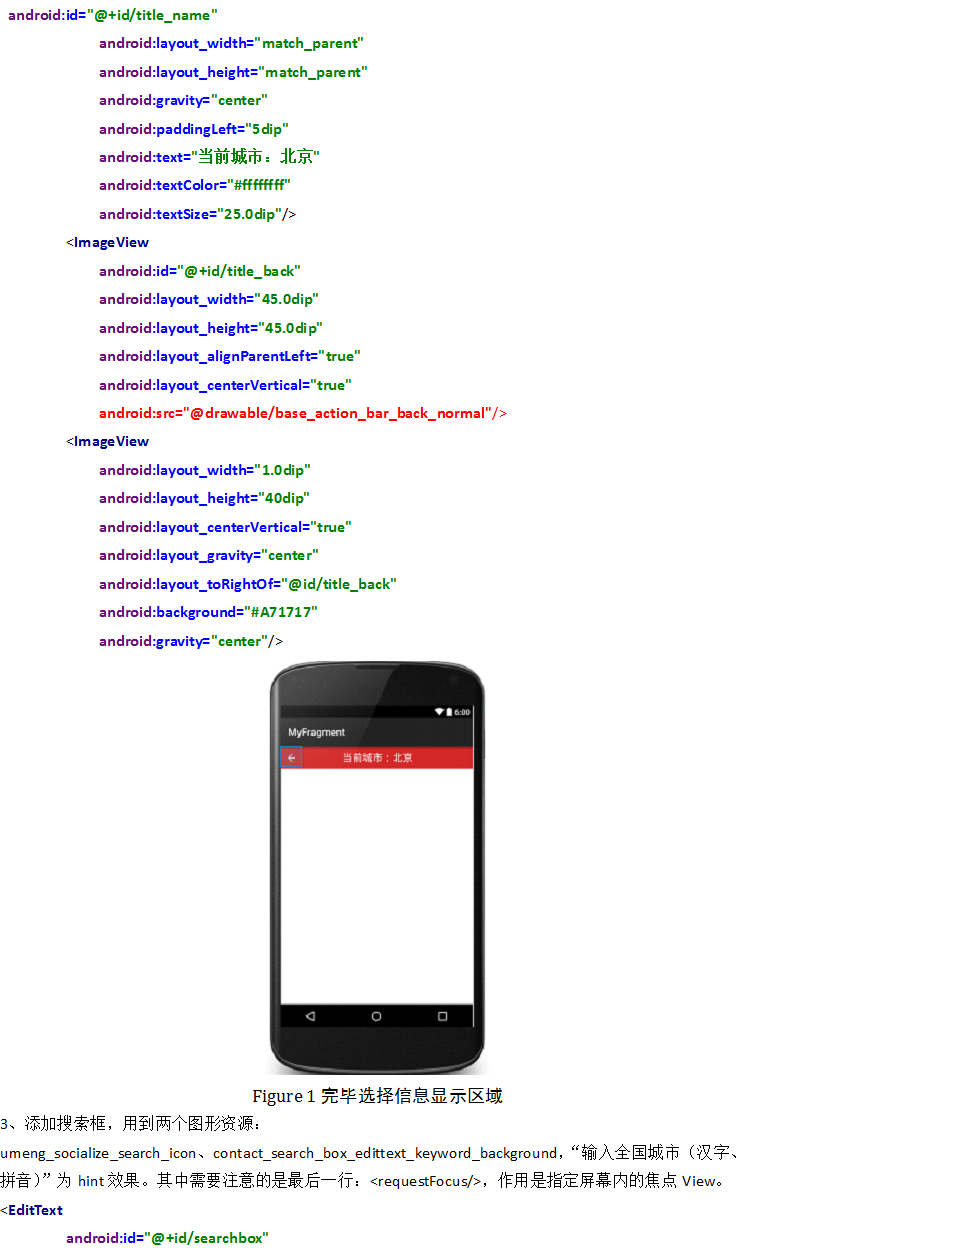 android:id="@+id/title_name"
android:layout_width="match_parent"
android:layout_height="match_parent"
android:gravity="center"
android:paddingLeft="5dip"
android:text="当前城市：北京"
android:textColor="#ffffffff"
android:textSize="25.0dip"/>
<ImageView
android:id="@+id/title_back"
android:layout_width="45.0dip"
android:layout_height="45.0dip"
android:layout_alignParentLeft="true"
android:layout_centerVertical="true"
android:src="@drawable/base_action_bar_back_normal"/>
<ImageView
android:layout_width="1.0dip"
android:layout_height="40dip"
android:layout_centerVertical="true"
android:layout_gravity="center"
android:layout_toRightOf="@id/title_back"
android:background="#A71717"
android:gravity="center"/>
6:00
MyFragment
当前城市：北京
Figure 1 完毕选择信息显示区域
3、添加搜索框，用到两个图形资源：
umeng_socialize_search_icon、contact_search_box_edittext_keyword_background，“输入全国城市（汉字、
拼音）”为 hint 效果。其中需要注意的是最后一行：<requestFocus/>，作用是指定屏幕内的焦点 View。
<EditText
android:id="@+id/searchbox"